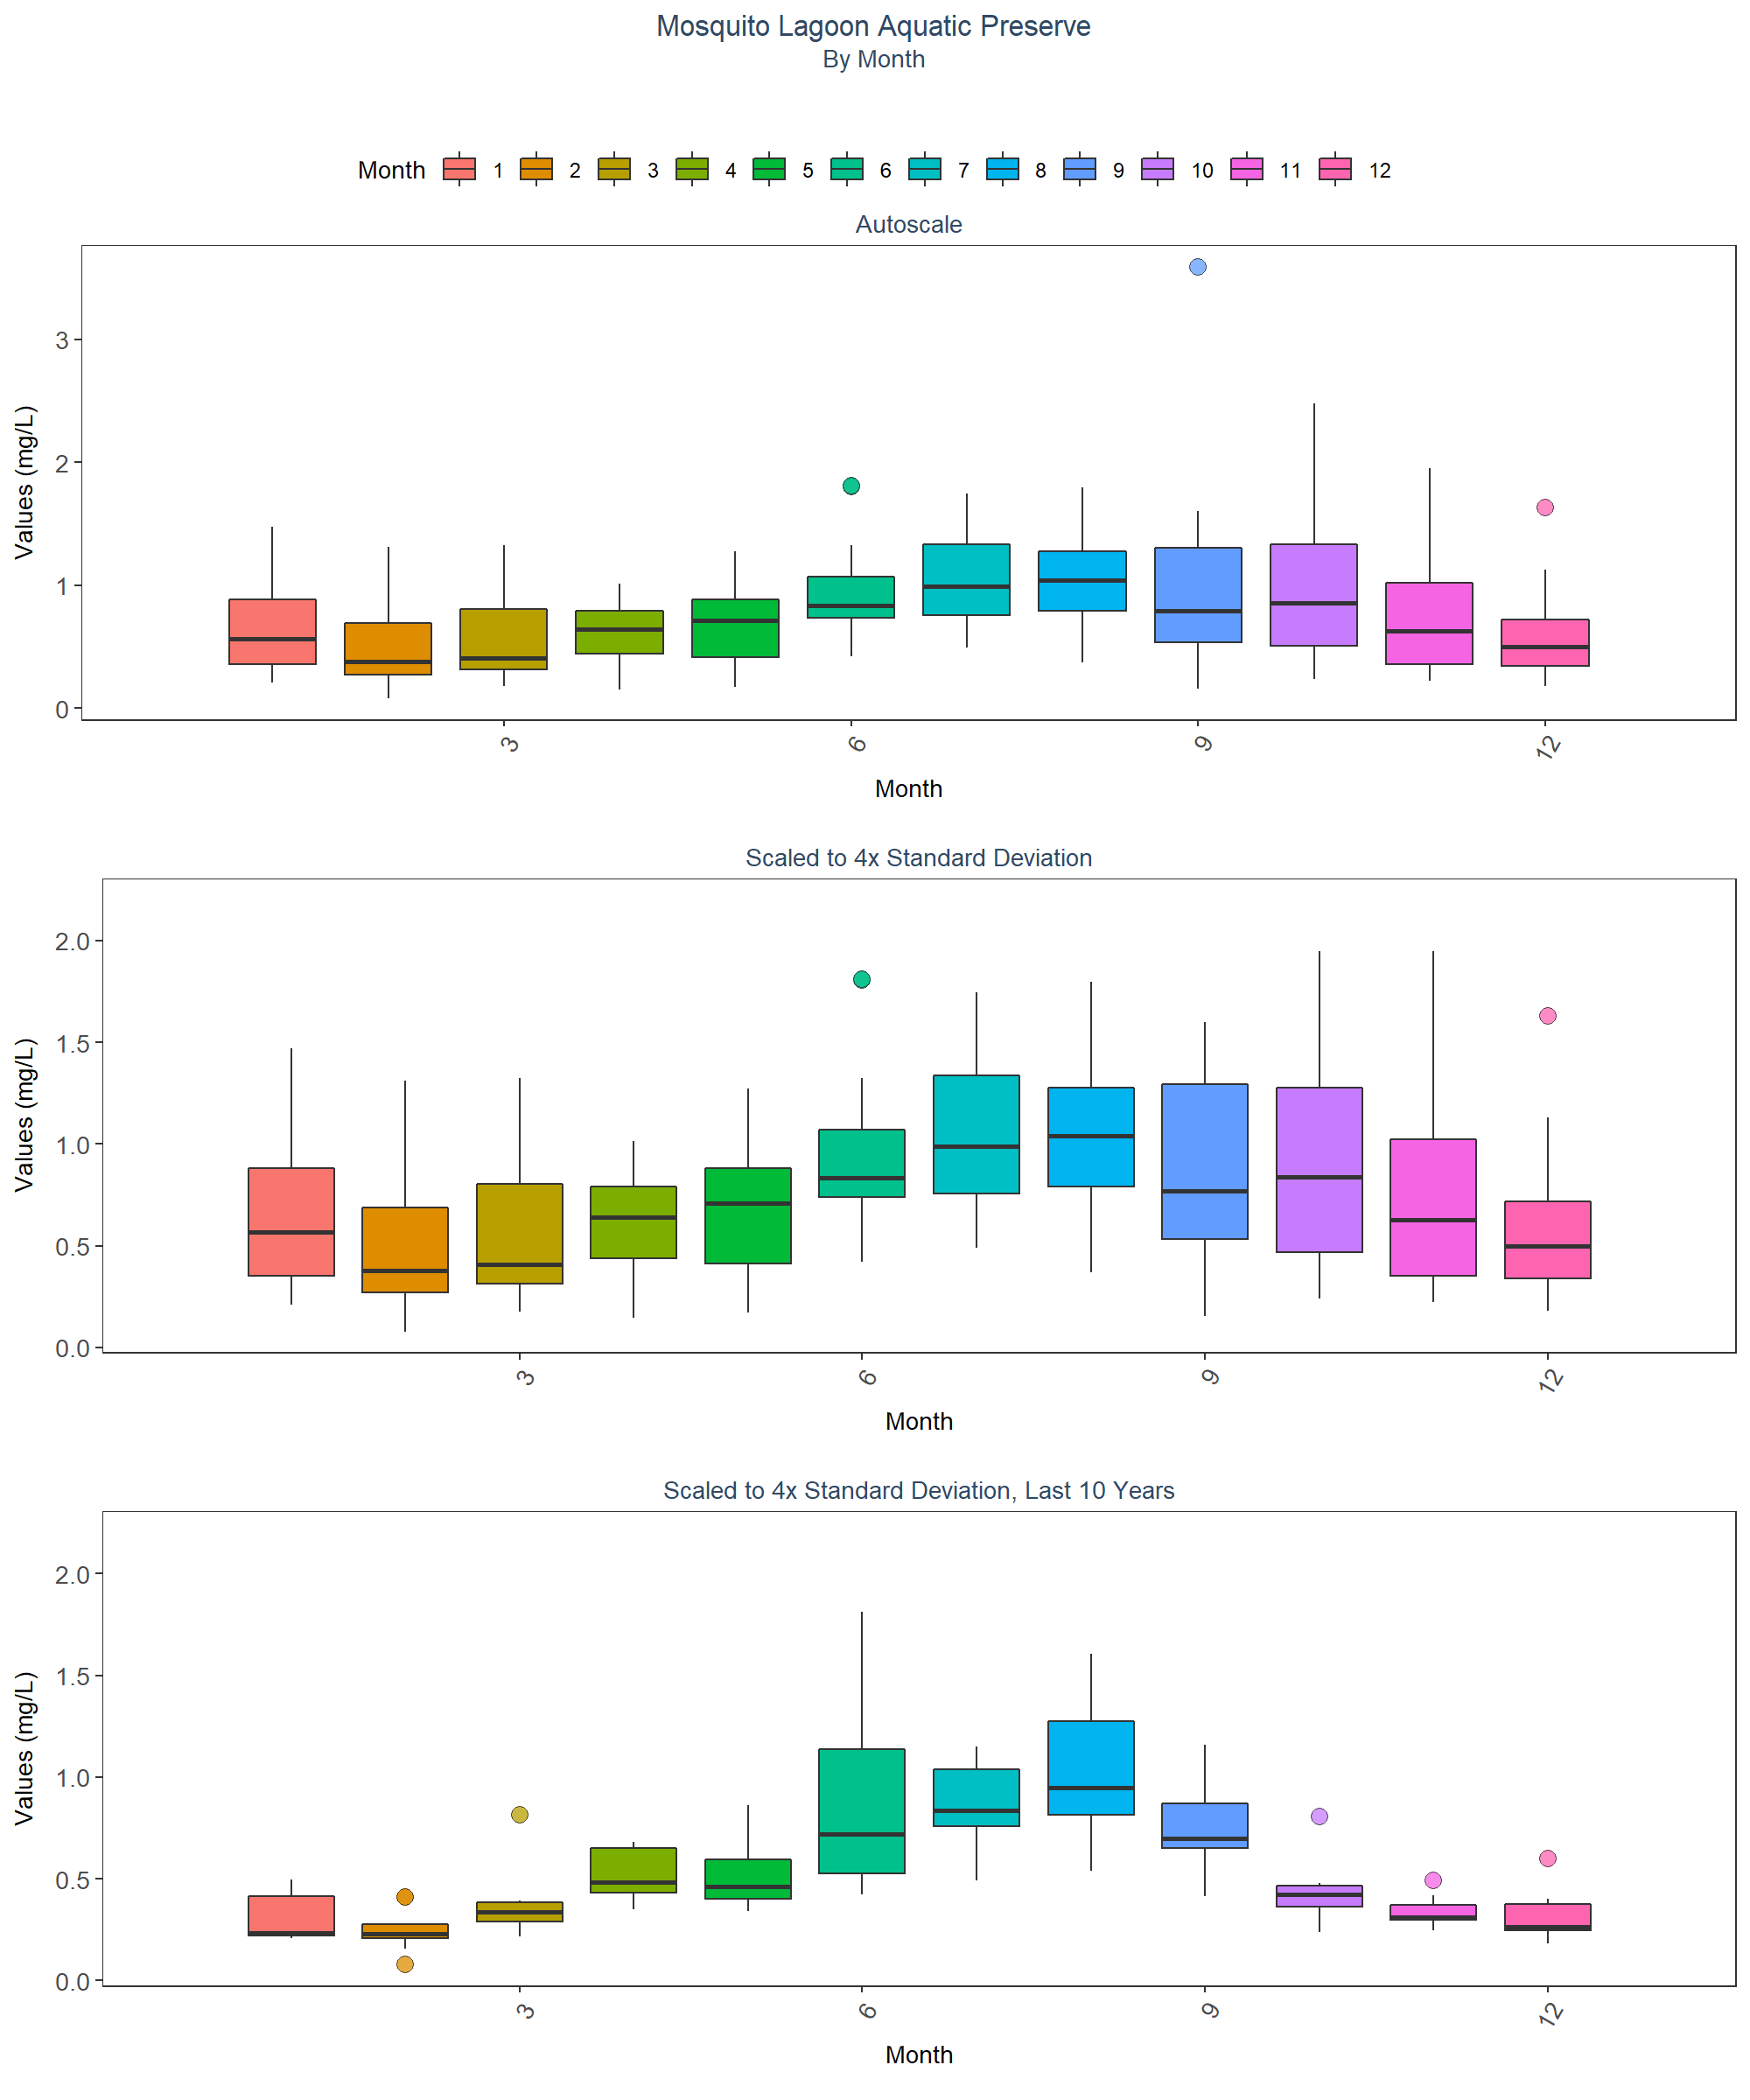 Mosquito Lagoon Aquatic Preserve
By Month
Month 1 2 3 4 5 6 7 8 9 10 11 12
Autoscale
Values (mg/L)
3
2
1
0
3 6 9 12
Month
Scaled to 4x Standard Deviation
Values (mg/L)
2.0
1.5
1.0
0.5
0.0
3 6 9 12
Month
Scaled to 4x Standard Deviation, Last 10 Years
Values (mg/L)
2.0
1.5
1.0
0.5
0.0
3 6 9 12
Month